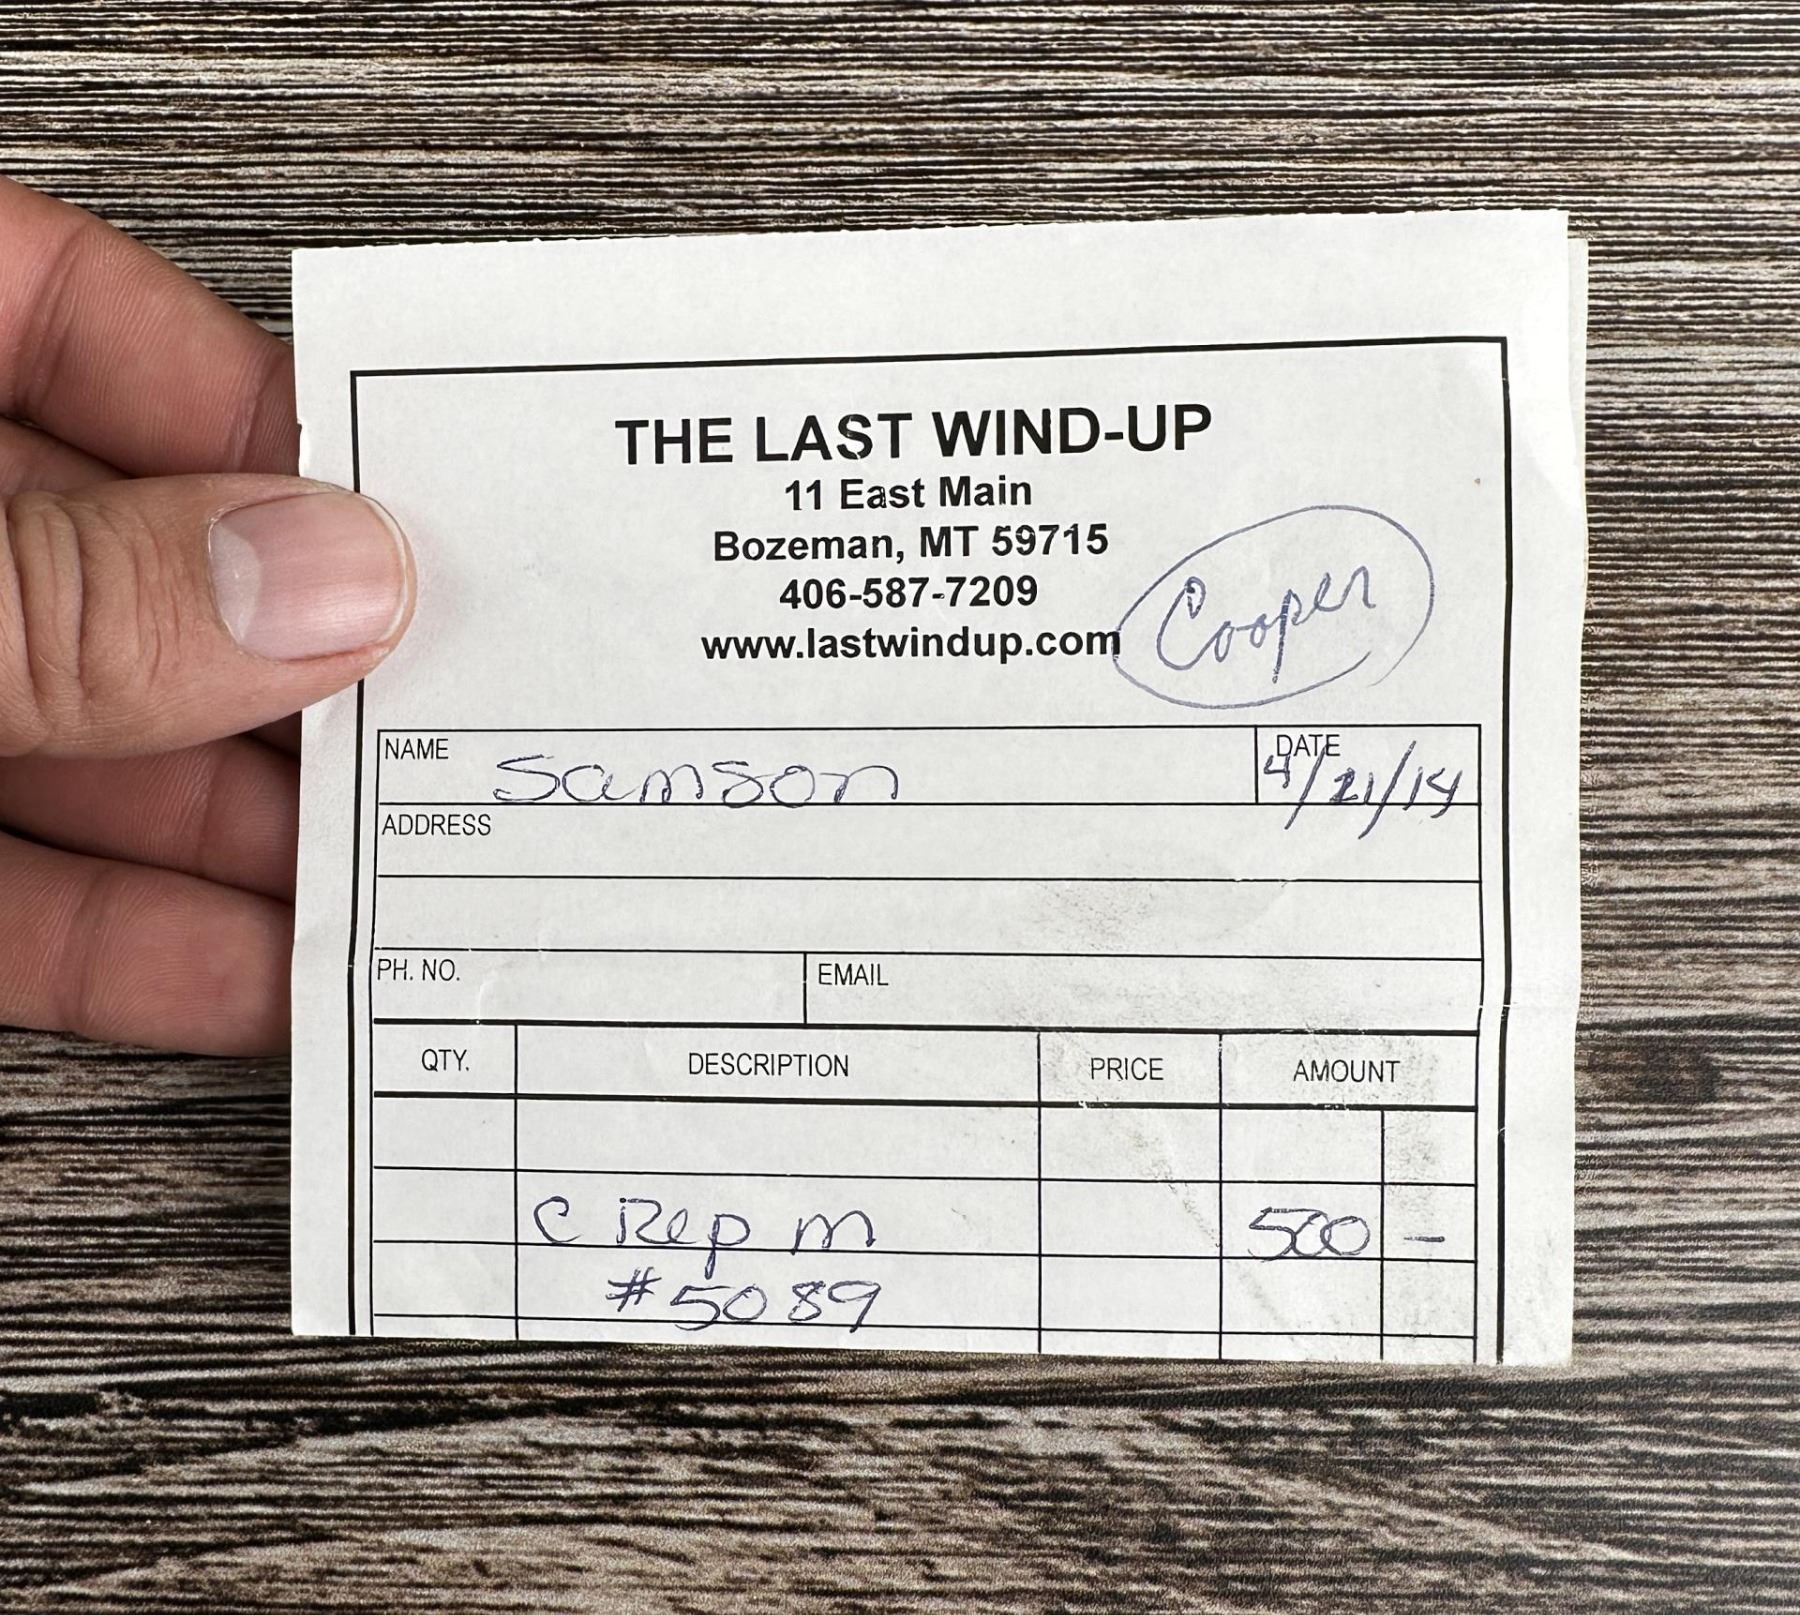 THE LAST WIND-UP
11 East Main
Bozeman, MT 59715
406-587-7209
www.lastwindup.com
Cooper
NAME Samson DATE 4/21/14
ADDRESS
PH. NO. EMAIL
QTY. DESCRIPTION PRICE AMOUNT
C Rep m 500 -
#5089